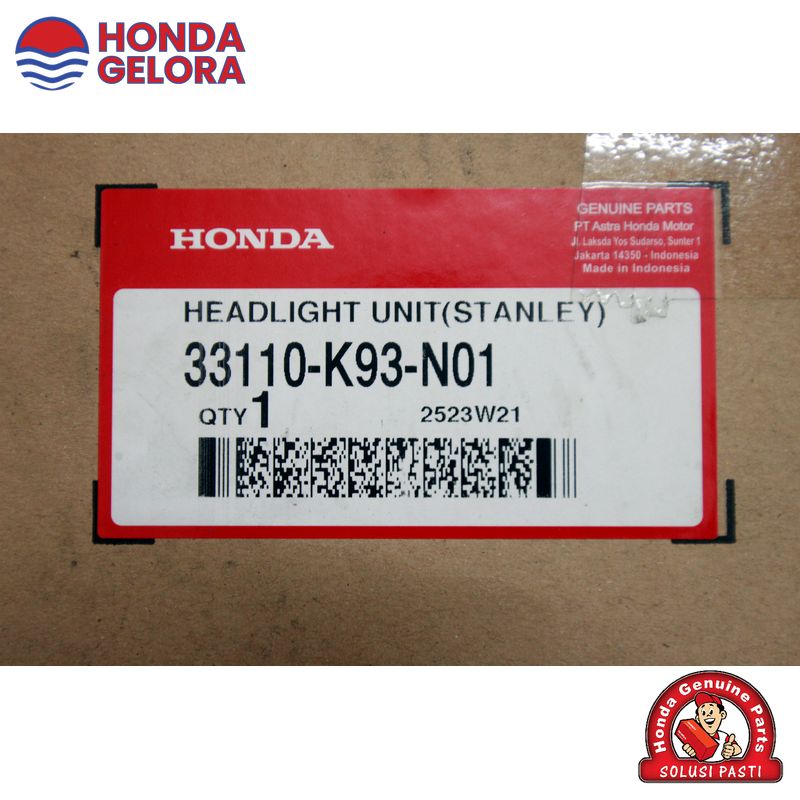 HONDA
GELORA
HONDA
GENUINE PARTS
PT Astra Honda Motor
Jl. Laksda Yos Sudarso, Sunter 1
Jakarta 14350 - Indonesia
Made in Indonesia
HEADLIGHT UNIT(STANLEY)
33110-K93-N01
QTY 1
2523W21
Honda Genuine Parts
SOLUSI PASTI